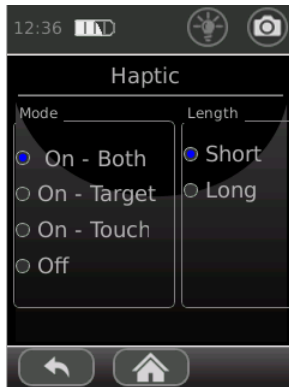 12:36
Haptic
Mode
On - Both
On - Target
On - Touch
Off
Length
Short
Long